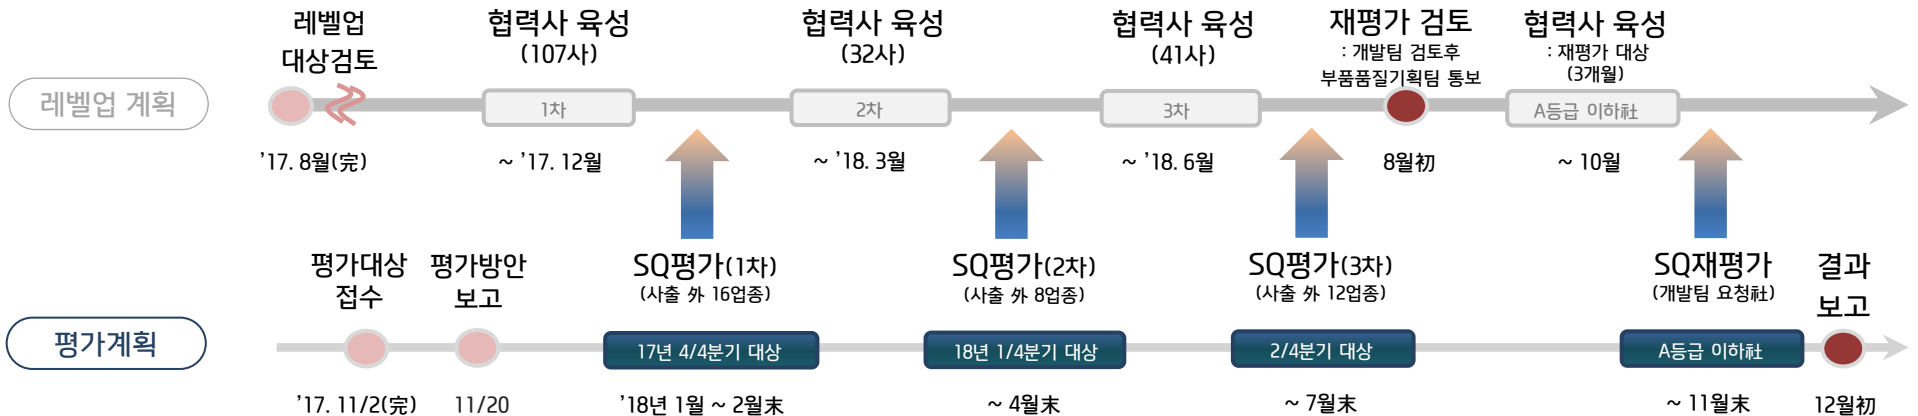 레벨업
대상검토
협력사 육성
(107사)
협력사 육성
(32사)
협력사 육성
(41사)
재평가 검토
: 개발팀 검토후
부품품질기획팀 통보
협력사 육성
: 재평가 대상
(3개월)
레벨업 계획
1차
2차
3차
A등급 이하社
’17. 8월(完)
~ ’17. 12월
~ ’18. 3월
~ ’18. 6월
8월初
~ 10월
평가대상
접수
평가방안
보고
SQ평가(1차)
(사출 外 16업종)
SQ평가(2차)
(사출 外 8업종)
SQ평가(3차)
(사출 外 12업종)
SQ재평가
(개발팀 요청社)
결과
보고
평가계획
17년 4/4분기 대상
18년 1/4분기 대상
2/4분기 대상
A등급 이하社
’17. 11/2(完)
11/20
’18년 1월 ~ 2월末
~ 4월末
~ 7월末
~ 11월末
12월初